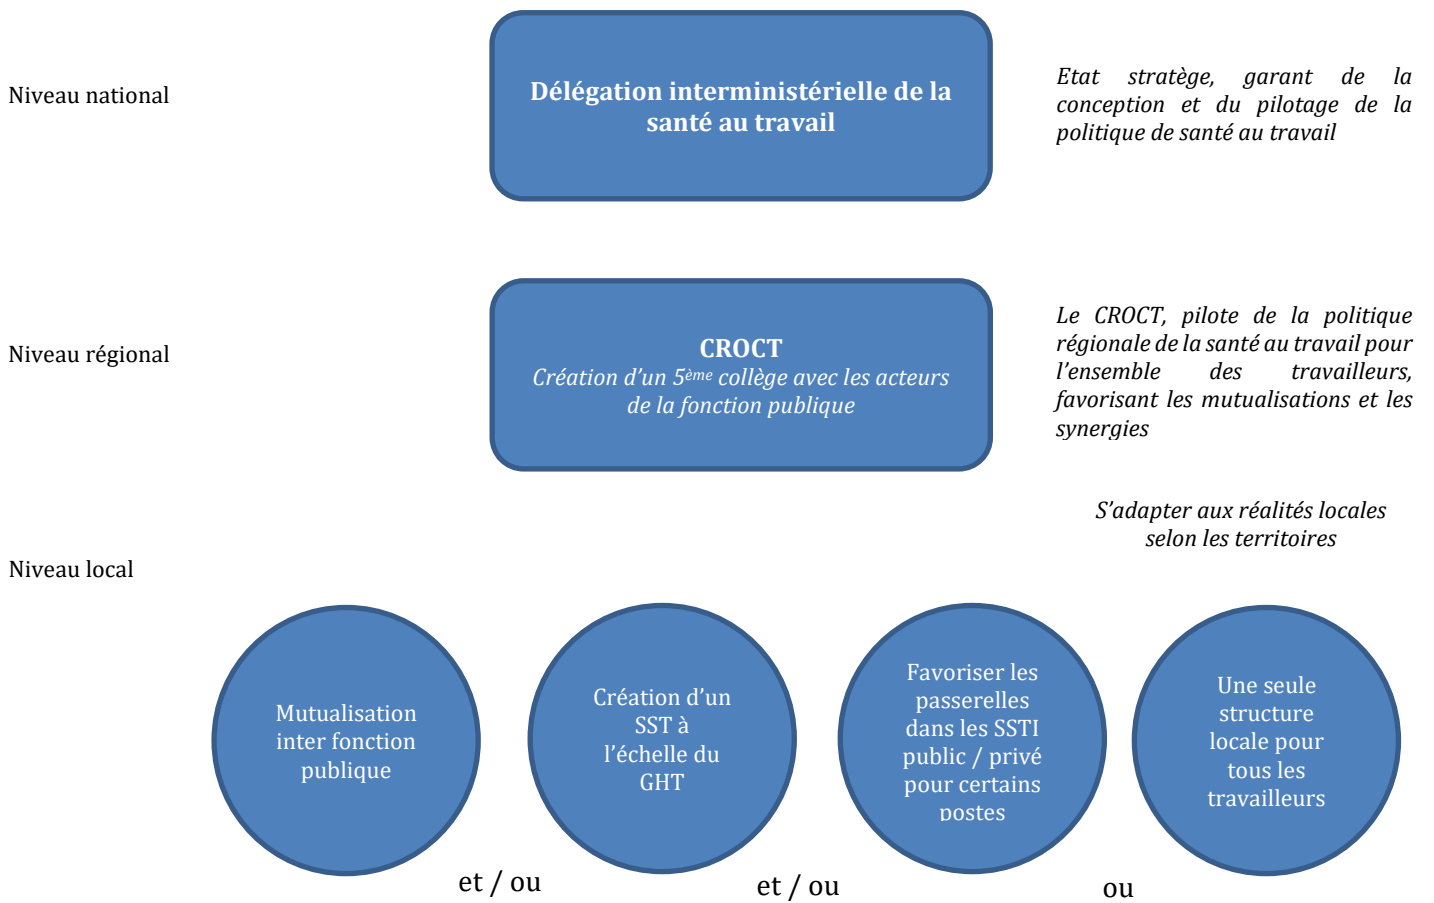 Niveau national
Délégation interministérielle de la
santé au travail
Etat stratège, garant de la
conception et du pilotage de la
politique de santé au travail
Niveau régional
CROCT
Création d’un 5ème collège avec les acteurs
de la fonction publique
Le CROCT, pilote de la politique
régionale de la santé au travail pour
l’ensemble des travailleurs,
favorisant les mutualisations et les
synergies
S’adapter aux réalités locales
selon les territoires
Niveau local
Mutualisation
inter fonction
publique
Création d’un
SST à
l’échelle du
GHT
Favoriser les
passerelles
dans les SSTI
public / privé
pour certains
postes
Une seule
structure
locale pour
tous les
travailleurs
et / ou
et / ou
ou